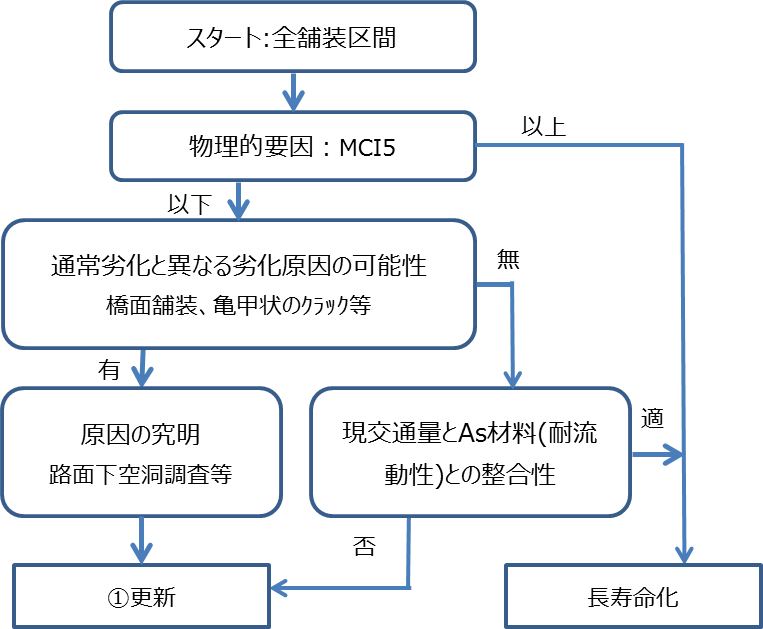 スタート:全舗装区間
物理的要因：MCI5
以上
以下
通常劣化と異なる劣化原因の可能性
橋面舗装、亀甲状のｸﾗｯｸ等
無
有
原因の究明
路面下空洞調査等
現交通量とAs材料(耐流
動性)との整合性
適
否
①更新
長寿命化